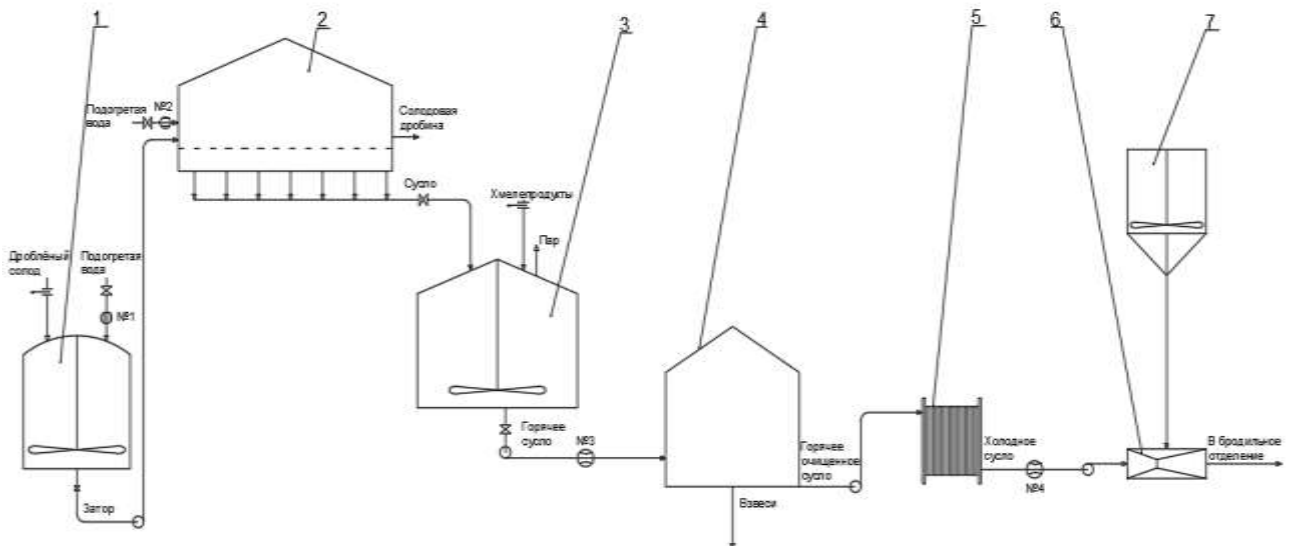 1
2
3
4
5
6
7
Подогретая
вода
№2
Солодовая
дробина
Сусло
Хмелепродукты
Пар
Дроблёный
солод
Подогретая
вода
№1
Затор
Горячее
сусло
№3
Горячее
очищенное
сусло
Взвеси
Холодное
сусло
№4
В бродильное
отделение